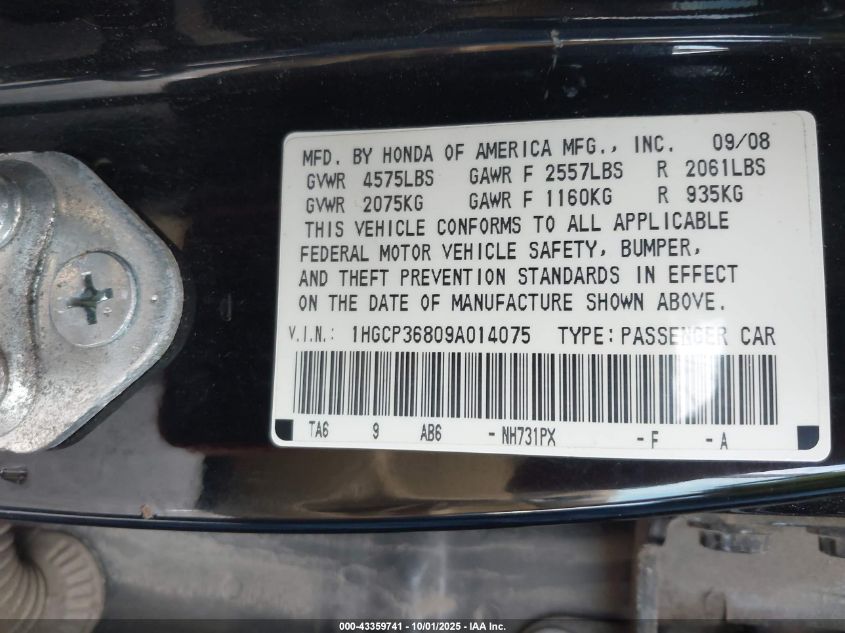 MFD. BY HONDA OF AMERICA MFG., INC. 09/08
GVWR 4575LBS GAWR F 2557LBS R 2061LBS
GVWR 2075KG GAWR F 1160KG R 935KG
THIS VEHICLE CONFORMS TO ALL APPLICABLE
FEDERAL MOTOR VEHICLE SAFETY, BUMPER,
AND THEFT PREVENTION STANDARDS IN EFFECT
ON THE DATE OF MANUFACTURE SHOWN ABOVE.
V.I.N.: 1HGCP36809A014075 TYPE: PASSENGER CAR
TA6 9 AB6 - NH731PX - F - A
000-43359741 - 10/01/2025 - IAA Inc.